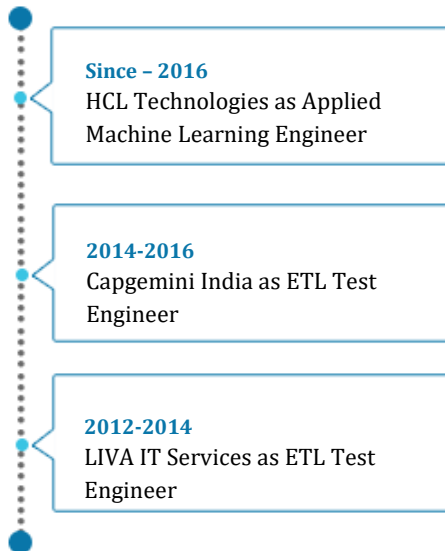 Since – 2016
HCL Technologies as Applied
Machine Learning Engineer
2014-2016
Capgemini India as ETL Test
Engineer
2012-2014
LIVA IT Services as ETL Test
Engineer